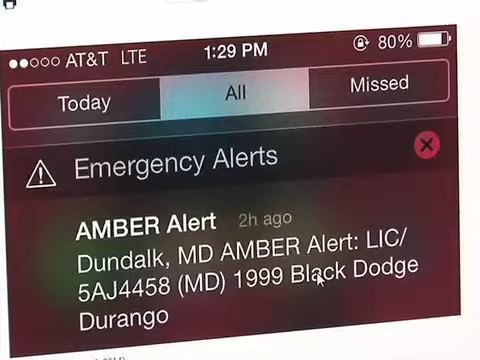 AT&T LTE 1:29 PM 80%
Today All Missed
Emergency Alerts
AMBER Alert 2h ago
Dundalk, MD AMBER Alert: LIC/
5AJ4458 (MD) 1999 Black Dodge
Durango